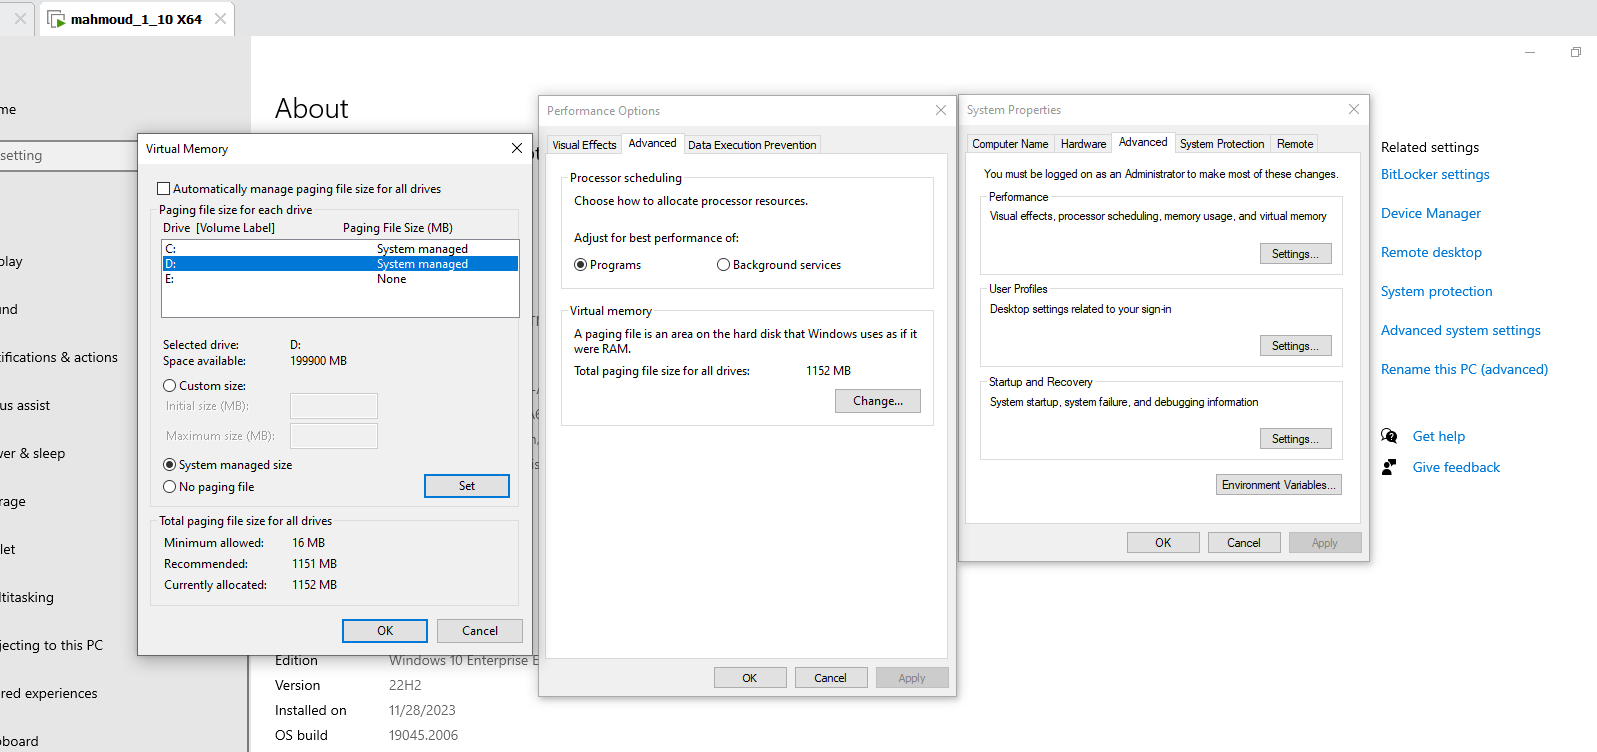 mahmoud_1_10 X64
me
setting
play
und
tifications & actions
us assist
ver & sleep
rage
let
ltitasking
jecting to this PC
red experiences
board
About
Edition
Windows 10 Enterprise E
Version
22H2
Installed on
11/28/2023
OS build
19045.2006
Virtual Memory
Automatically manage paging file size for all drives
Paging file size for each drive
Drive [Volume Label]
Paging File Size (MB)
C:
System managed
D:
System managed
E:
None
Selected drive:
D:
Space available:
199900 MB
Custom size:
Initial size (MB):
Maximum size (MB):
System managed size
No paging file
Set
Total paging file size for all drives
Minimum allowed:
16 MB
Recommended:
1151 MB
Currently allocated:
1152 MB
OK
Cancel
Performance Options
Visual Effects
Advanced
Data Execution Prevention
Processor scheduling
Choose how to allocate processor resources.
Adjust for best performance of:
Programs
Background services
Virtual memory
A paging file is an area on the hard disk that Windows uses as if it
were RAM.
Total paging file size for all drives:
1152 MB
Change...
OK
Cancel
Apply
System Properties
Computer Name
Hardware
Advanced
System Protection
Remote
You must be logged on as an Administrator to make most of these changes.
Performance
Visual effects, processor scheduling, memory usage, and virtual memory
Settings...
User Profiles
Desktop settings related to your sign-in
Settings...
Startup and Recovery
System startup, system failure, and debugging information
Settings...
Environment Variables...
OK
Cancel
Apply
Related settings
BitLocker settings
Device Manager
Remote desktop
System protection
Advanced system settings
Rename this PC (advanced)
Get help
Give feedback